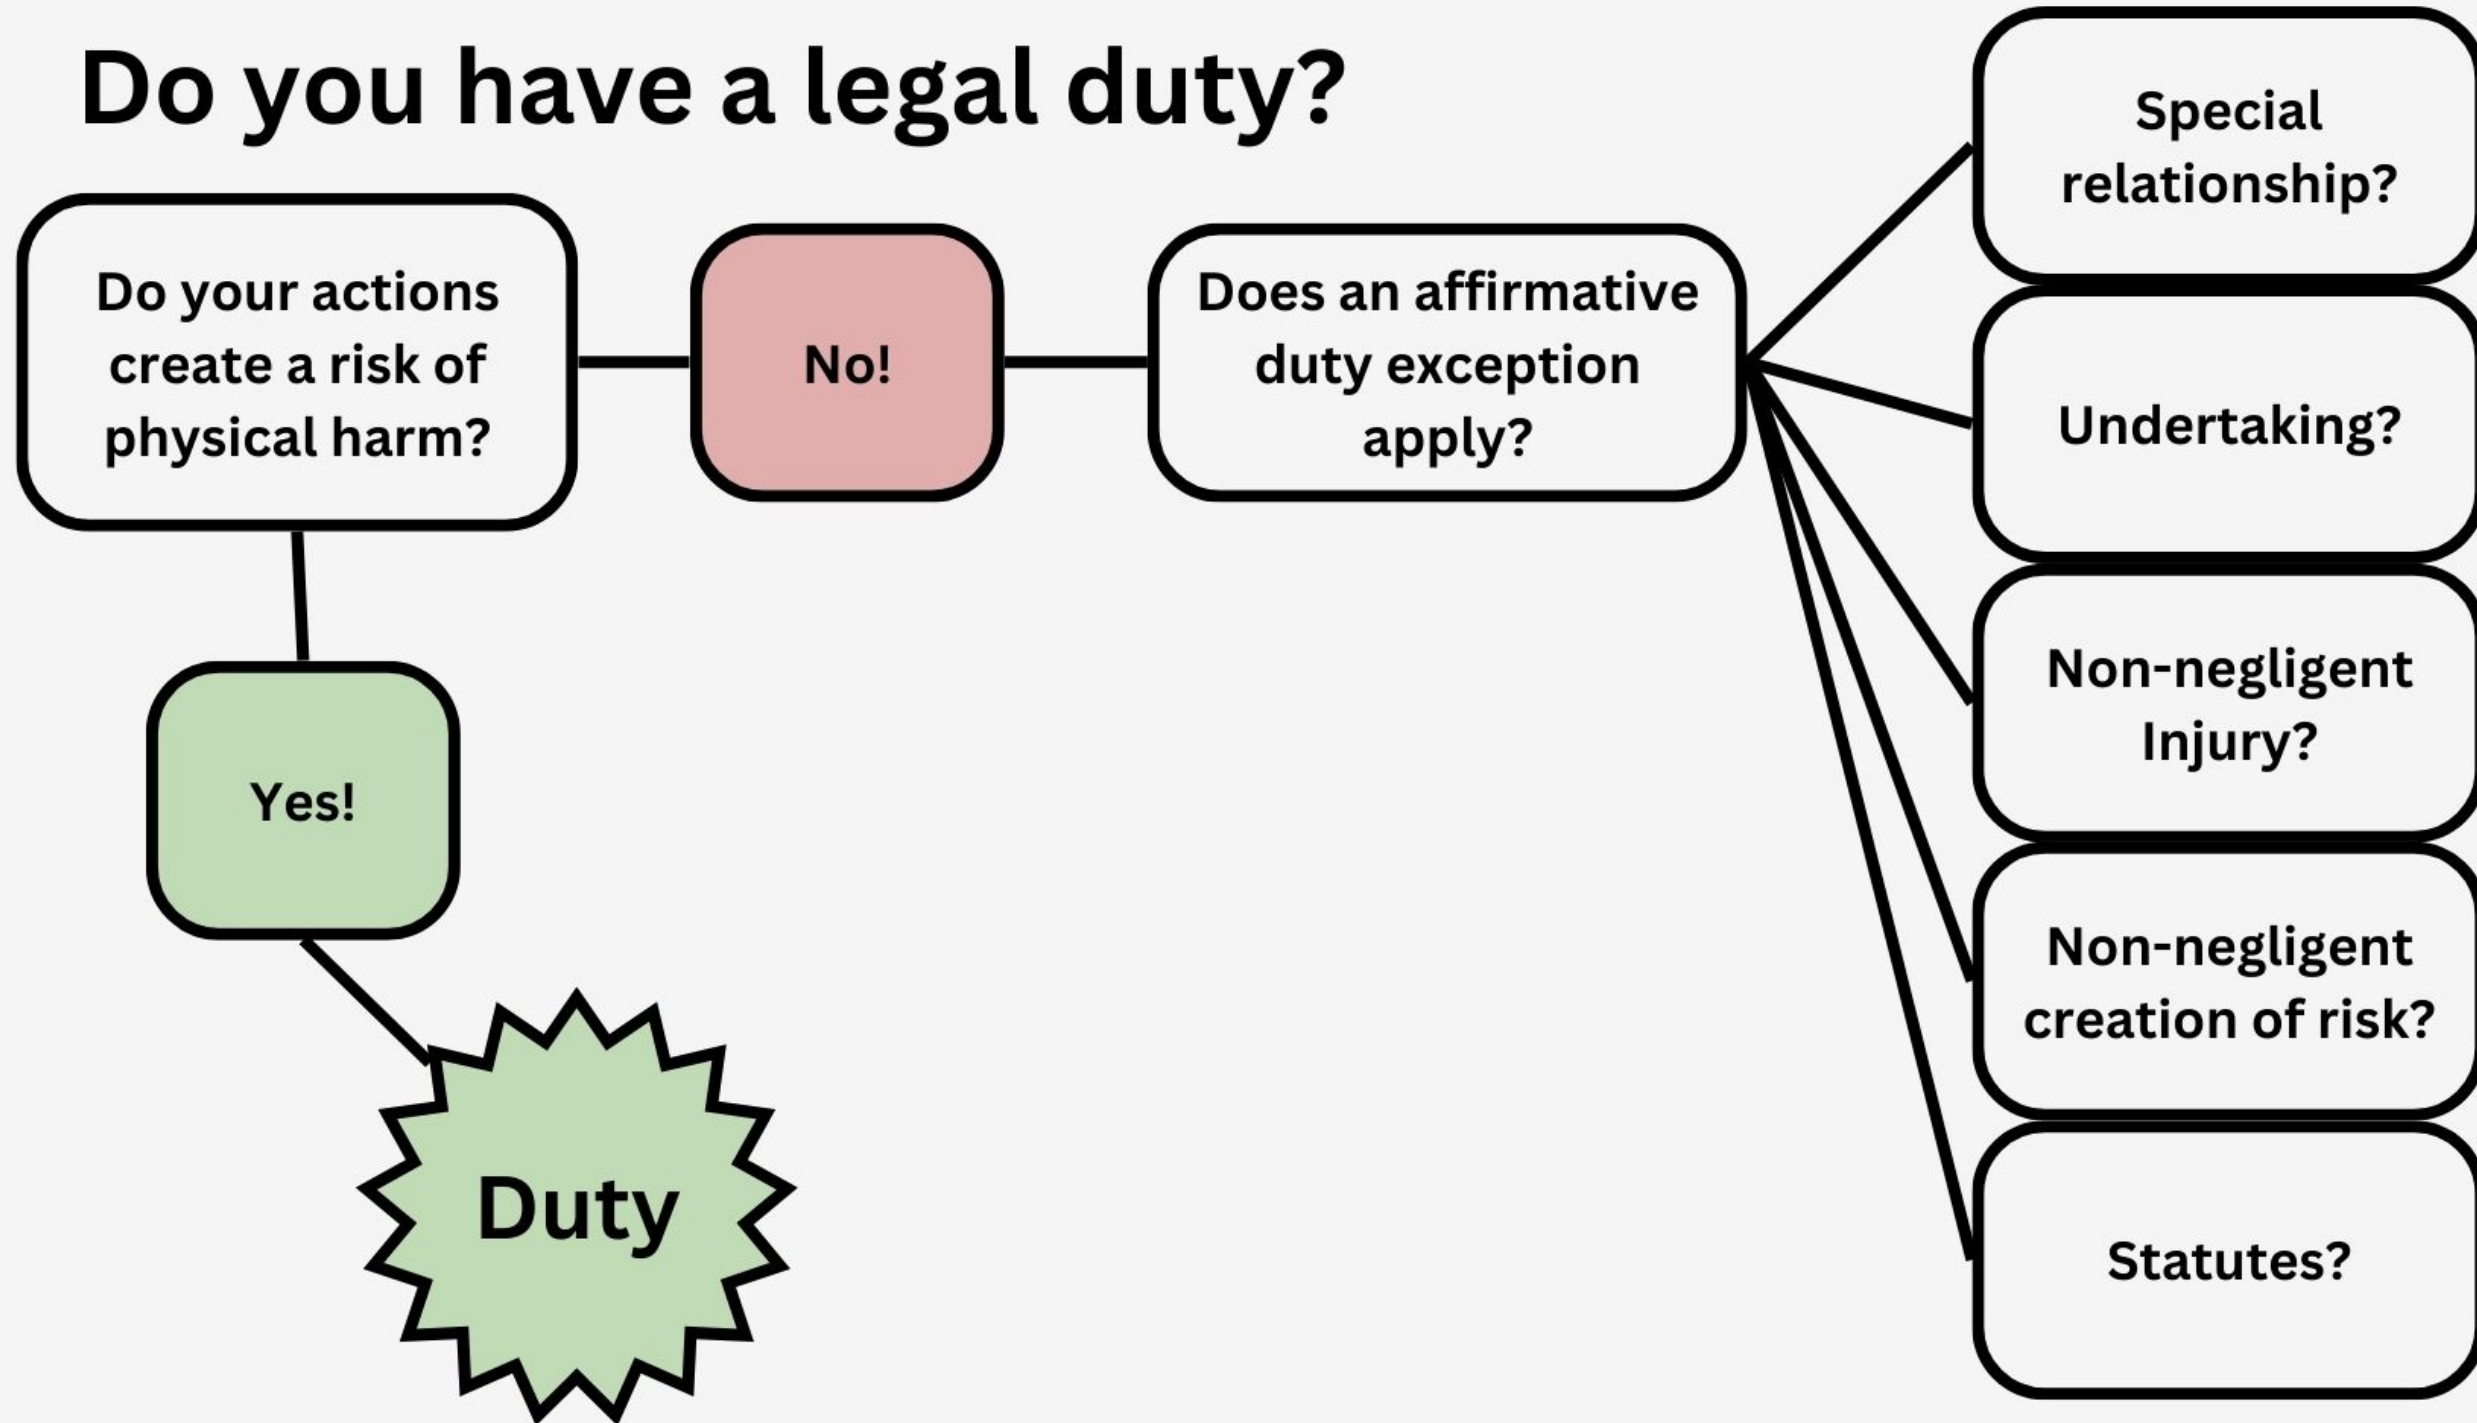 Do you have a legal duty?
Do your actions
create a risk of
physical harm?
No!
Does an affirmative
duty exception
apply?
Special
relationship?
Undertaking?
Non-negligent
Injury?
Non-negligent
creation of risk?
Statutes?
Yes!
Duty